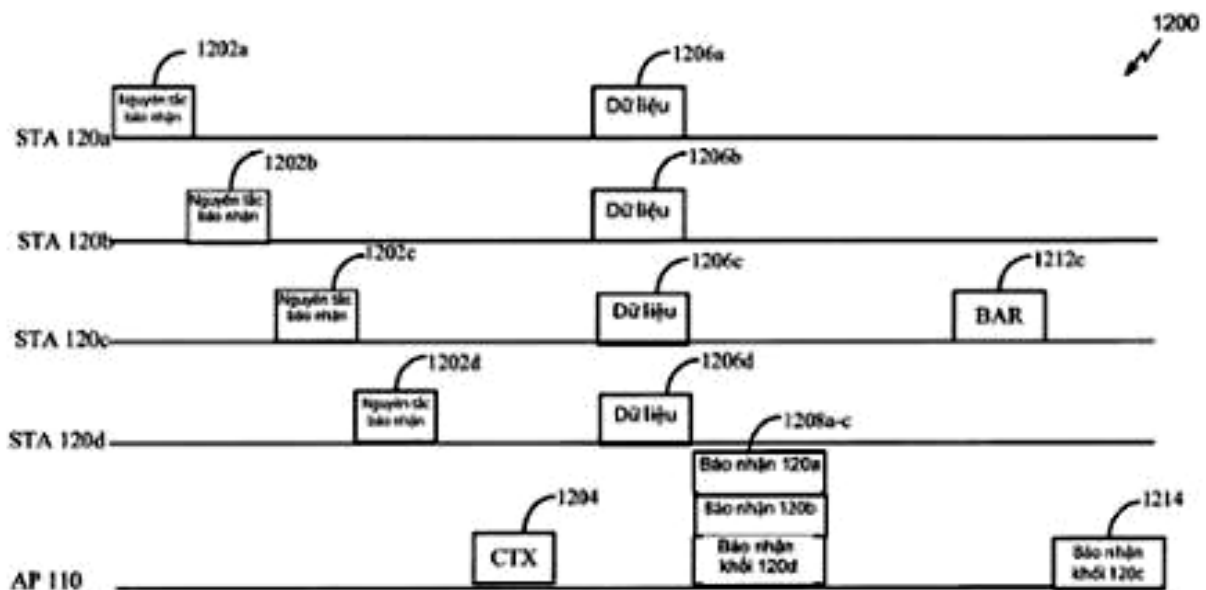 1200
1202a
1206a
Nguyên tắc
báo nhận
Dữ liệu
STA 120a
1202b
1206b
Nguyên tắc
Báo nhận
Dữ liệu
STA 120b
1202c
1206c
1212c
Nguyên tắc
báo nhận
Dữ liệu
BAR
STA 120c
1202d
1206d
Nguyên tắc
báo nhận
Dữ liệu
STA 120d
1208a-c
Báo nhận 120a
Báo nhận 120b
Báo nhận
khối 120d
1204
CTX
1214
Báo nhận
khối 120c
AP 110